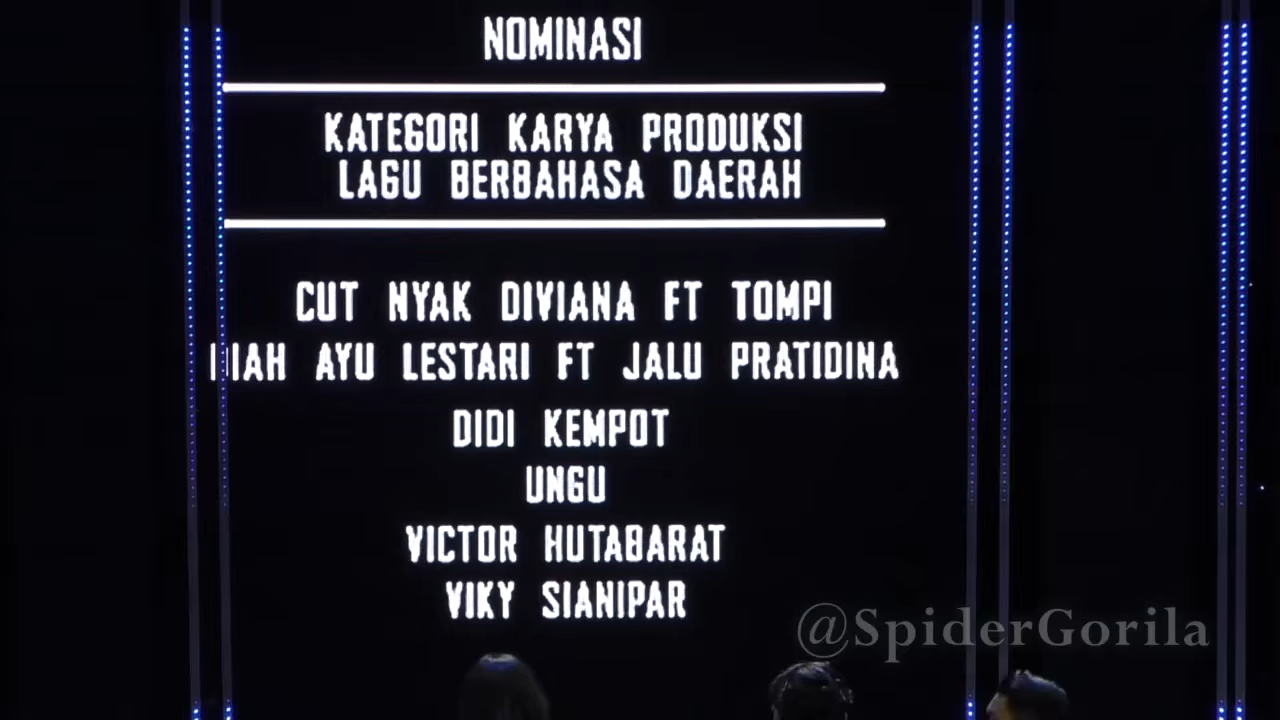 NOMINASI
KATEGORI KARYA PRODUKSI
LAGU BERBAHASA DAERAH
CUT NYAK DIVIANA FT TOMPI
AYU LESTARI FT JALU PRATIDINA
DIDI KEMPOT
UNGU
VICTOR HUTABARAT
VIKY SIANIPAR
@SpiderGorila